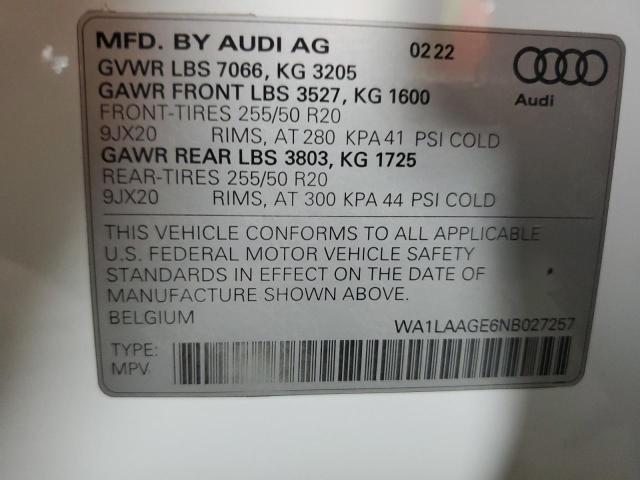 MFD. BY AUDI AG 0222
GVWR LBS 7066, KG 3205
GAWR FRONT LBS 3527, KG 1600
Audi
FRONT-TIRES 255/50 R20
9JX20 RIMS, AT 280 KPA 41 PSI COLD
GAWR REAR LBS 3803, KG 1725
REAR-TIRES 255/50 R20
9JX20 RIMS, AT 300 KPA 44 PSI COLD
THIS VEHICLE CONFORMS TO ALL APPLICABLE
U.S. FEDERAL MOTOR VEHICLE SAFETY
STANDARDS IN EFFECT ON THE DATE OF
MANUFACTURE SHOWN ABOVE.
BELGIUM WA1LAAGE6NB027257
TYPE:
MPV